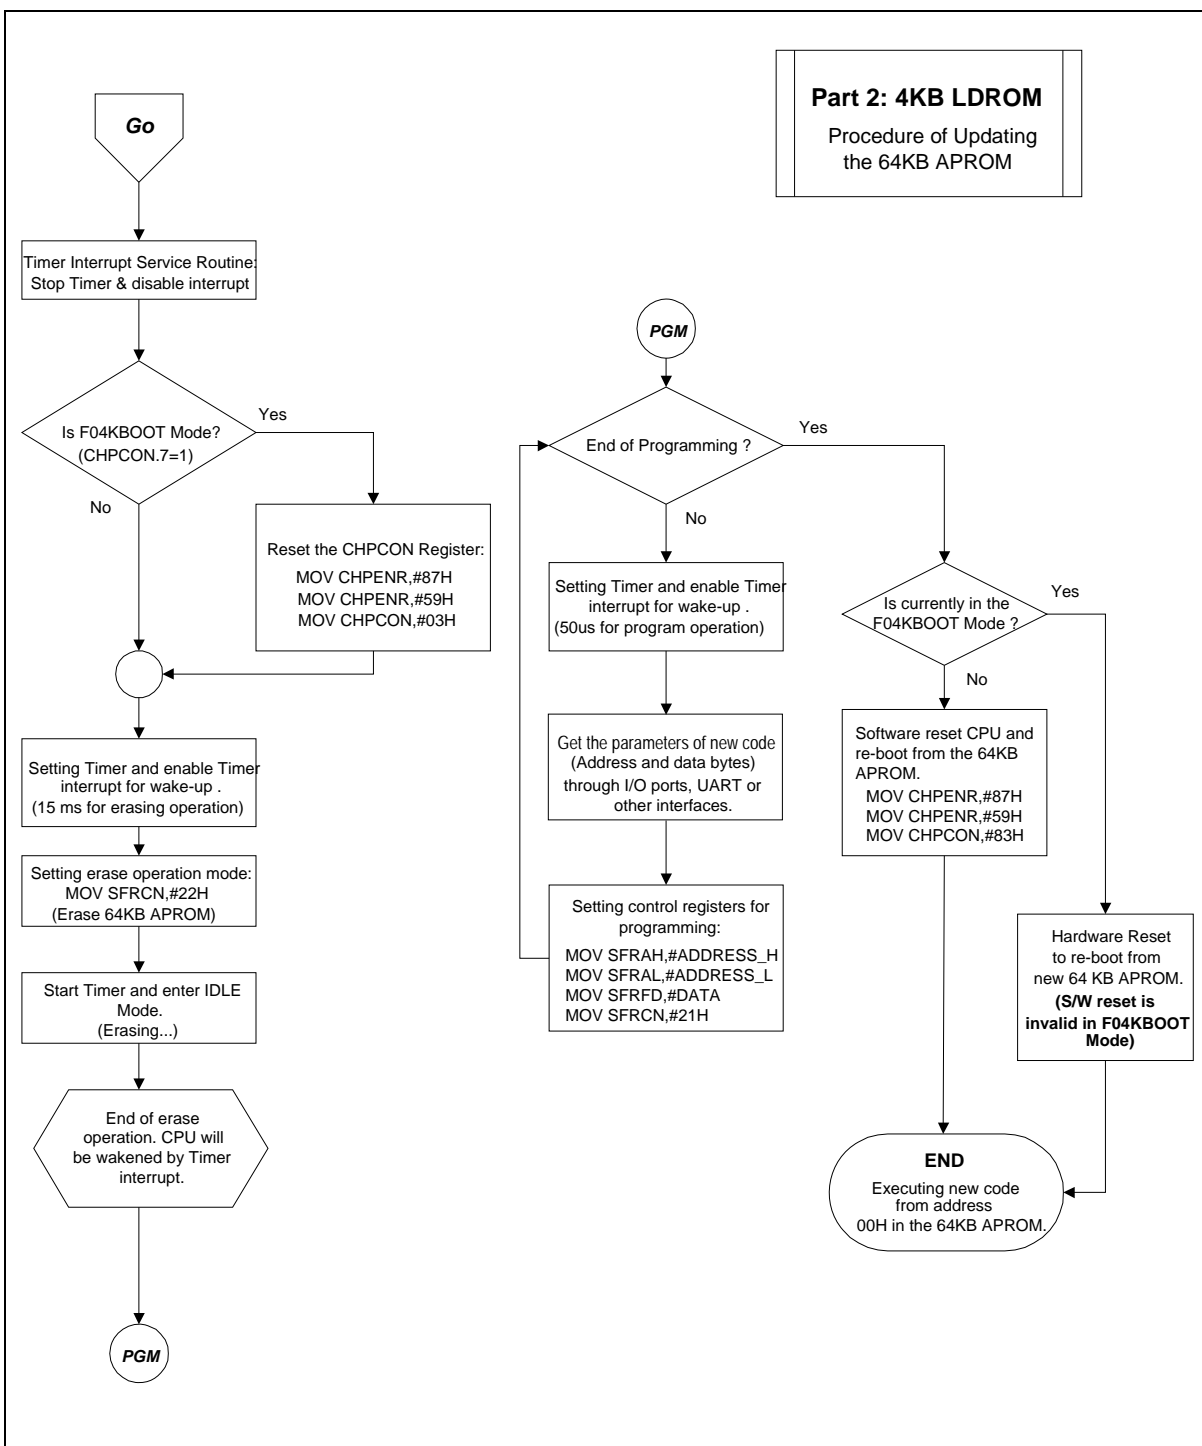 Part 2: 4KB LDROM
Procedure of Updating
the 64KB APROM
Go
Timer Interrupt Service Routine:
Stop Timer & disable interrupt
Is F04KBOOT Mode?
(CHPCON.7=1)
Yes
No
Reset the CHPCON Register:
MOV CHPENR,#87H
MOV CHPENR,#59H
MOV CHPCON,#03H
Setting Timer and enable Timer
interrupt for wake-up .
(15 ms for erasing operation)
Setting erase operation mode:
MOV SFRCN,#22H
(Erase 64KB APROM)
Start Timer and enter IDLE
Mode.
(Erasing...)
End of erase
operation. CPU will
be wakened by Timer
interrupt.
PGM
PGM
End of Programming ?
Yes
No
Setting Timer and enable Timer
interrupt for wake-up .
(50us for program operation)
Get the parameters of new code
(Address and data bytes)
through I/O ports, UART or
other interfaces.
Setting control registers for
programming:
MOV SFRAH,#ADDRESS_H
MOV SFRAL,#ADDRESS_L
MOV SFRFD,#DATA
MOV SFRCN,#21H
Is currently in the
F04KBOOT Mode ?
Yes
No
Software reset CPU and
re-boot from the 64KB
APROM.
MOV CHPENR,#87H
MOV CHPENR,#59H
MOV CHPCON,#83H
Hardware Reset
to re-boot from
new 64 KB APROM.
(S/W reset is
invalid in F04KBOOT
Mode)
END
Executing new code
from address
00H in the 64KB APROM.